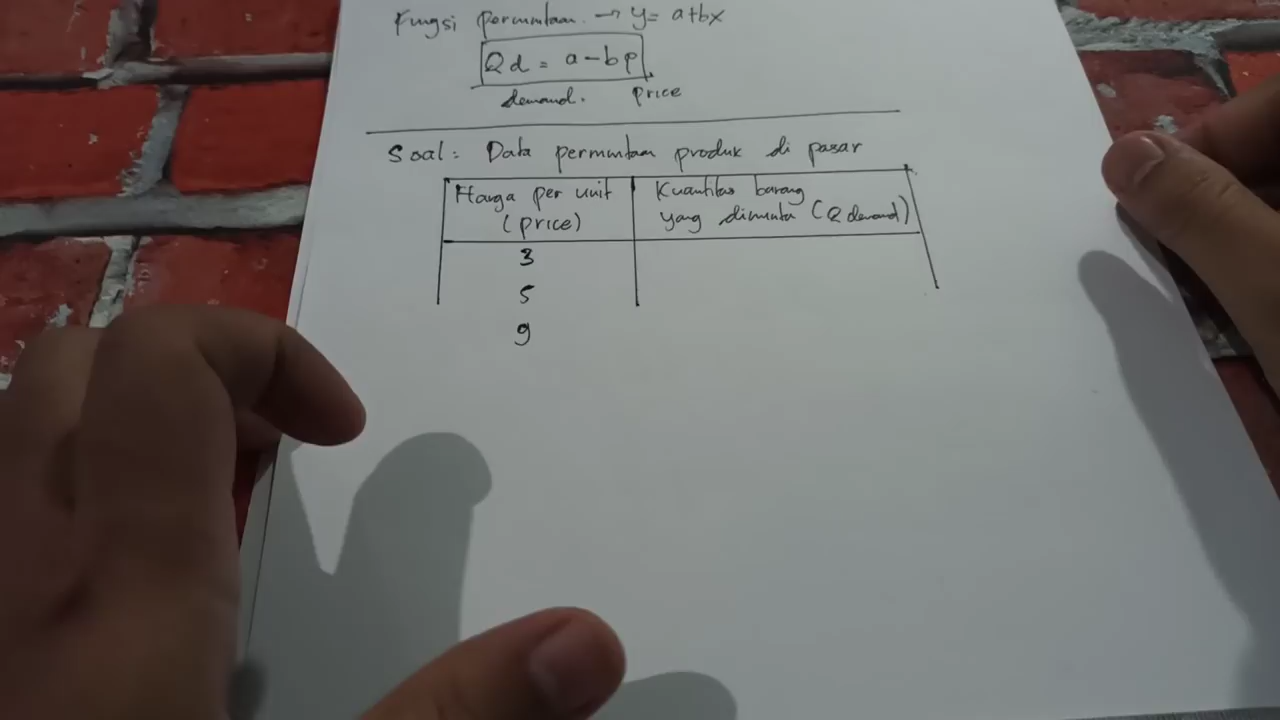 Fungsi permintaan → y = a+bx
Qd = a - bp
demand. price
Soal : Data permintaan produk di pasar
Harga per unit (price)
Kuantitas barang yang diminta (Q demand)
3
5
9